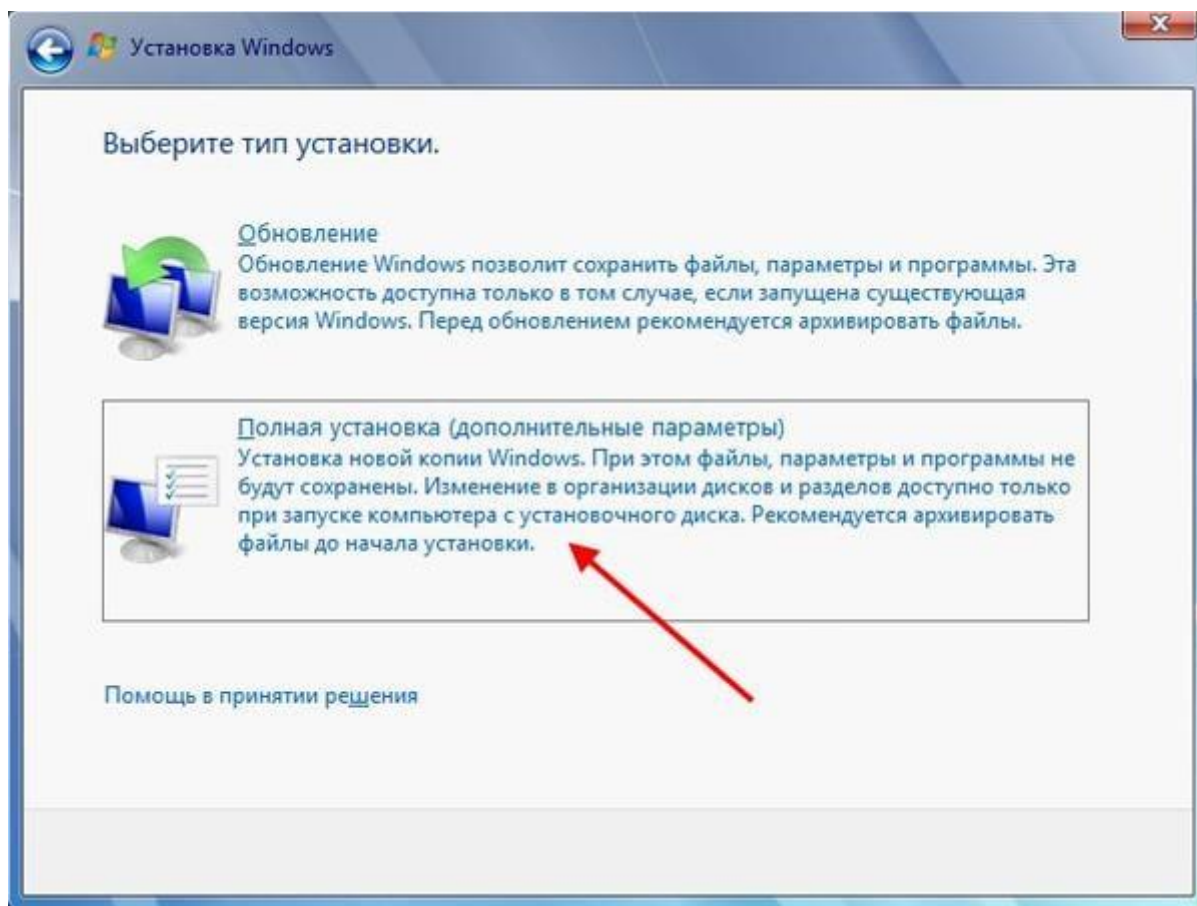 Установка Windows
Выберите тип установки.
Обновление
Обновление Windows позволит сохранить файлы, параметры и программы. Эта
возможность доступна только в том случае, если запущена существующая
версия Windows. Перед обновлением рекомендуется архивировать файлы.
Полная установка (дополнительные параметры)
Установка новой копии Windows. При этом файлы, параметры и программы не
будут сохранены. Изменение в организации дисков и разделов доступно только
при запуске компьютера с установочного диска. Рекомендуется архивировать
файлы до начала установки.
Помощь в принятии решения